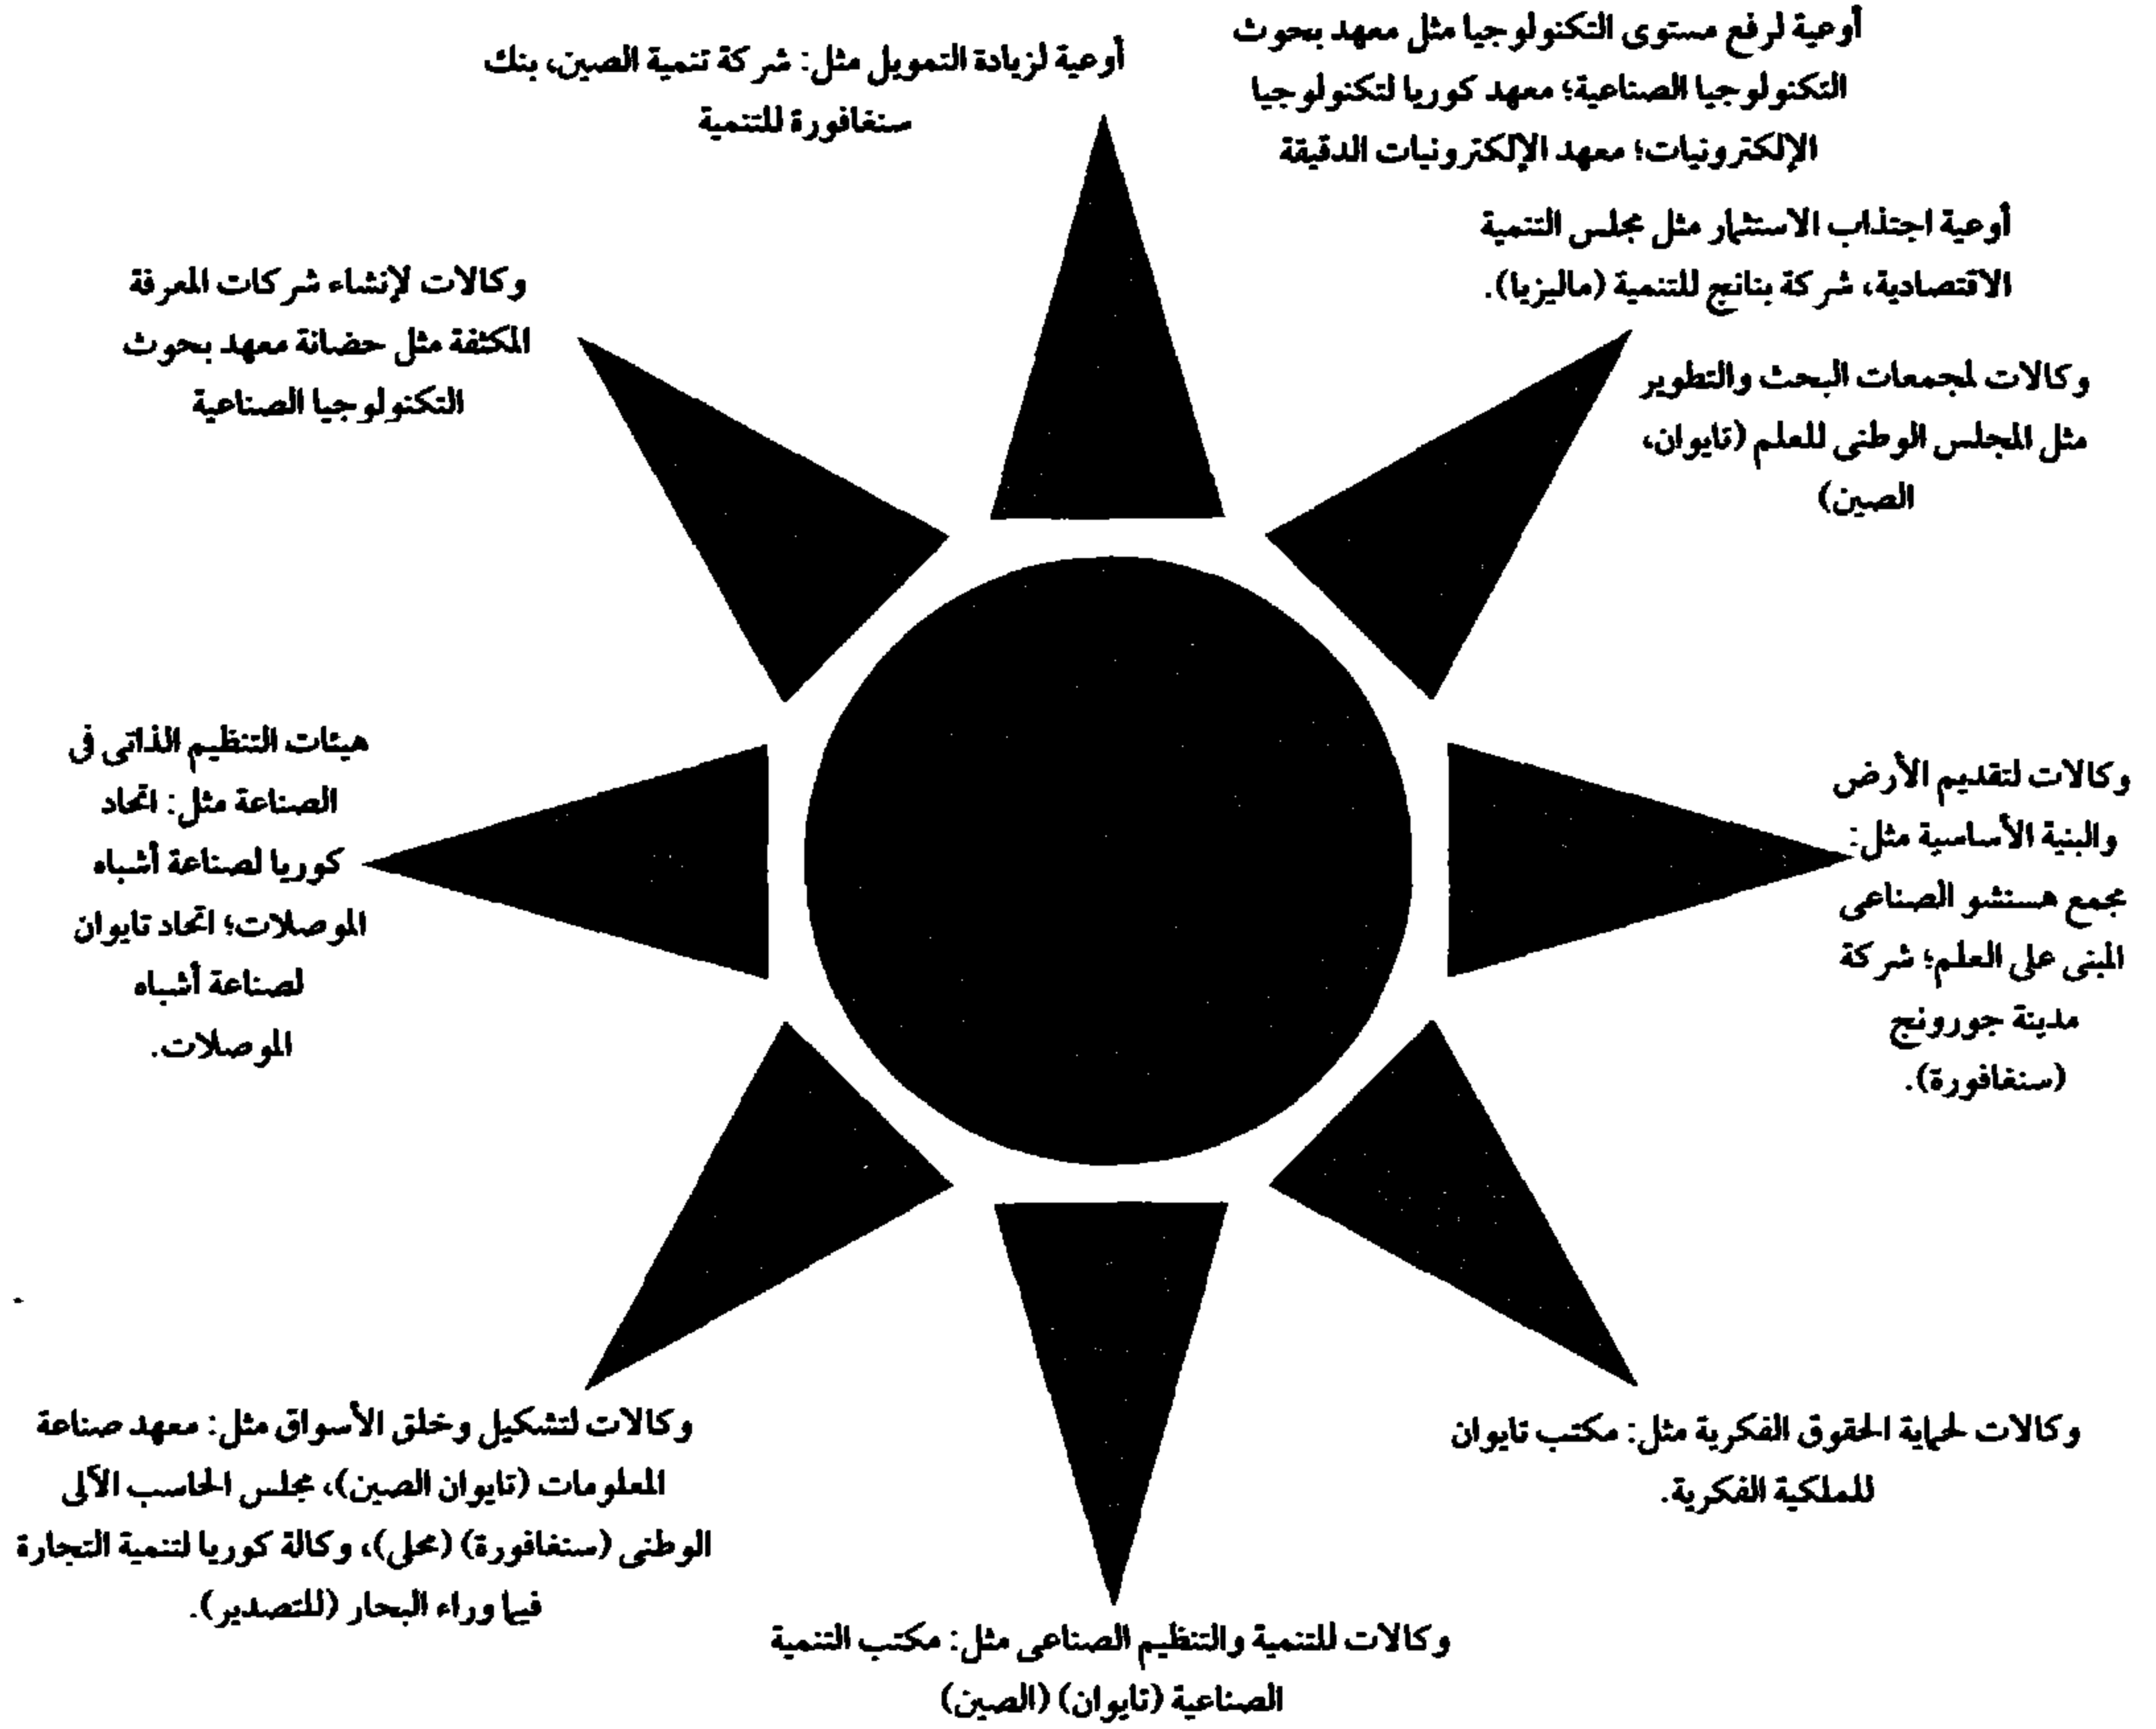 أوعية لرفع مستوى التكنولوجيا مثل معهد بحوث
التكنولوجيا الصناعية؛ معهد كوريا لتكنولوجيا
الإلكترونيات؛ معهد الإلكترونيات الدقيقة
أوعية لزيادة التمويل مثل: شركة تنمية الصين، بنك
سنغافورة للتنمية
أوعية اجتذاب الاستثمار مثل مجلس التنمية
الاقتصادية، شركة بنانج للتنمية (ماليزيا).
وكالات لمجمعات البحث والتطوير
مثل المجلس الوطنى للعلم (تايوان،
الصين)
وكالات لإنشاء شركات المعرفة
المكثفة مثل حضانة معهد بحوث
التكنولوجيا الصناعية
وكالات لتقديم الأرض
والبنية الأساسية مثل:
مجمع هستشو الصناعى
المبنى على العلم؛ شركة
مدينة جورونج
(سنغافورة).
هيئات التنظيم الذاتى فى
الصناعة مثل: اتحاد
كوريا لصناعة أشباه
الموصلات؛ اتحاد تايوان
لصناعة أشباه
الموصلات.
وكالات لحماية الحقوق الفكرية مثل: مكتب تايوان
للملكية الفكرية.
وكالات لتشكيل وخلق الأسواق مثل: معهد صناعة
المعلومات (تايوان الصين)، مجلس الحاسب الآلى
الوطنى (سنغافورة) (محلى)، وكالة كوريا لتنمية التجارة
فيما وراء البحار (للتصدير).
وكالات للتنمية والتنظيم الصناعى مثل: مكتب التنمية
الصناعية (تايوان) (الصين)